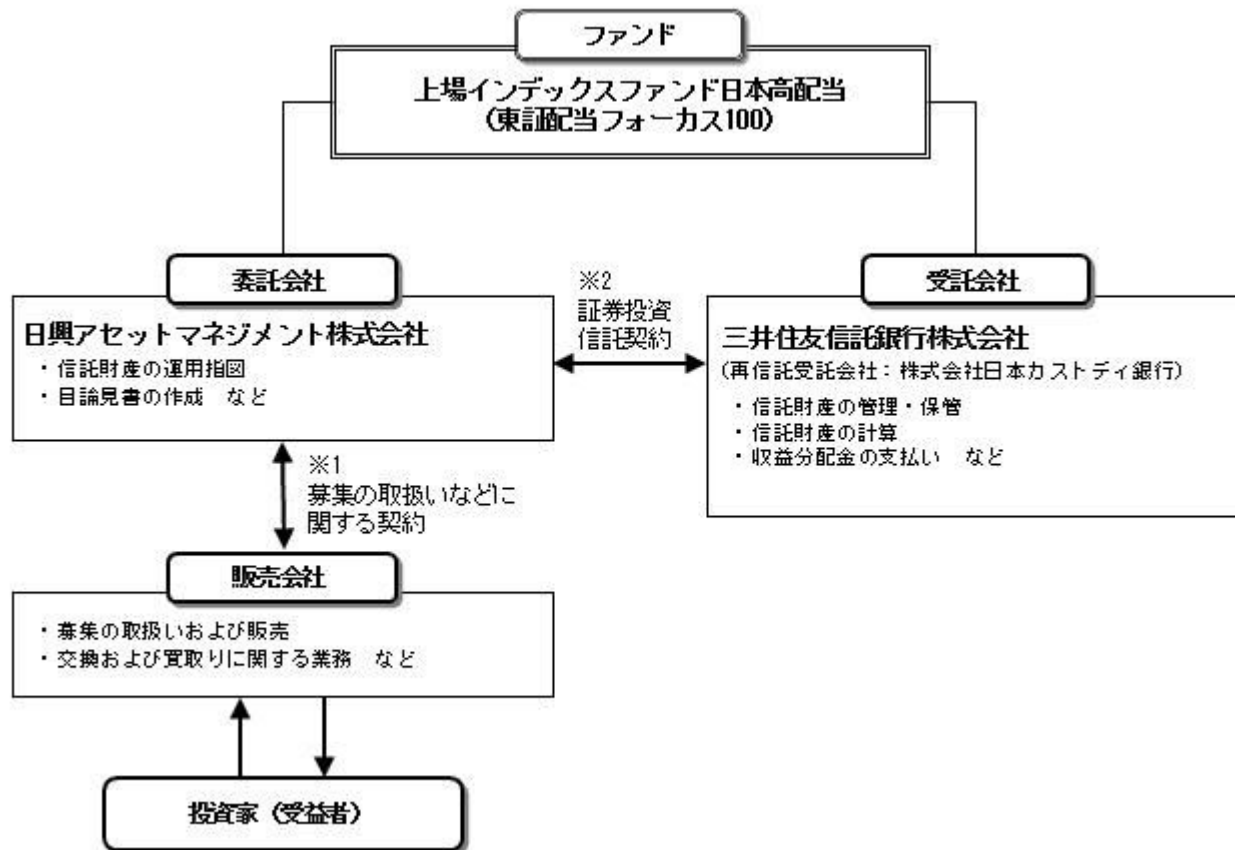 ファンド
上場インデックスファンド日本高配当
（東証配当フォーカス100）
委託会社
日興アセットマネジメント株式会社
・信託財産の運用指図
・目論見書の作成　など
※2
証券投資
信託契約
受託会社
三井住友信託銀行株式会社
（再信託受託会社：株式会社日本カストディ銀行）
・信託財産の管理・保管
・信託財産の計算
・収益分配金の支払い　など
※1
募集の取扱いなどに
関する契約
販売会社
・募集の取扱いおよび販売
・交換および買取りに関する業務　など
投資家（受益者）